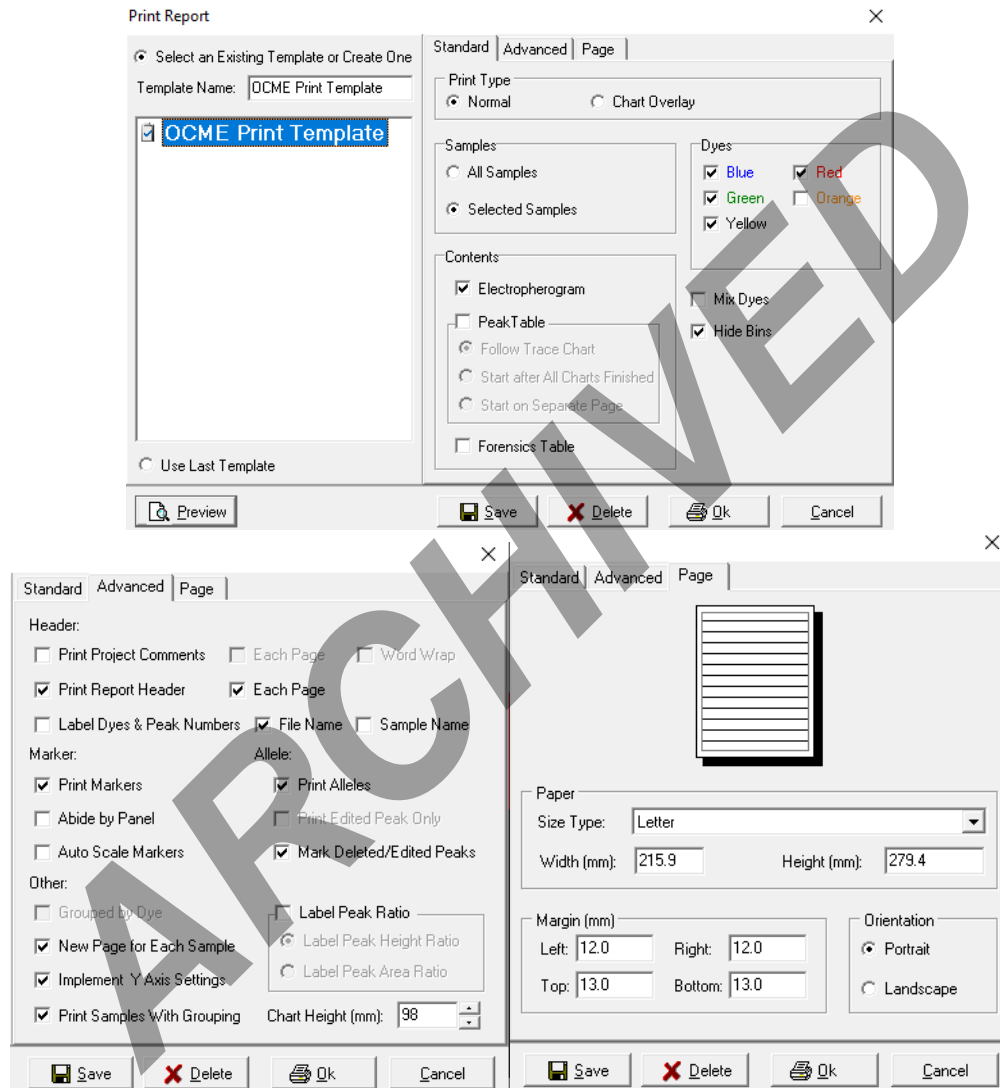 Print Report
Select an Existing Template or Create One
Template Name: OCME Print Template
OCME Print Template
Use Last Template
Preview
Standard Advanced Page
Print Type
Normal Chart Overlay
Samples
All Samples
Selected Samples
Dyes
Blue Red
Green Orange
Yellow
Contents
Electropherogram
PeakTable
Follow Trace Chart
Start after All Charts Finished
Start on Separate Page
Forensics Table
Mix Dyes
Hide Bins
Save Delete Ok Cancel
Standard Advanced Page
Header:
Print Project Comments Each Page Word Wrap
Print Report Header Each Page
Label Dyes & Peak Numbers File Name Sample Name
Marker: Allele:
Print Markers Print Alleles
Abide by Panel Print Edited Peak Only
Auto Scale Markers Mark Deleted/Edited Peaks
Other:
Grouped by Dye Label Peak Ratio
New Page for Each Sample Label Peak Height Ratio
Implement Y Axis Settings Label Peak Area Ratio
Print Samples With Grouping Chart Height (mm): 98
Save Delete Ok Cancel
Standard Advanced Page
Paper
Size Type: Letter
Width (mm): 215.9 Height (mm): 279.4
Margin (mm)
Left: 12.0 Right: 12.0
Top: 13.0 Bottom: 13.0
Orientation
Portrait
Landscape
Save Delete Ok Cancel
ARCHIVED